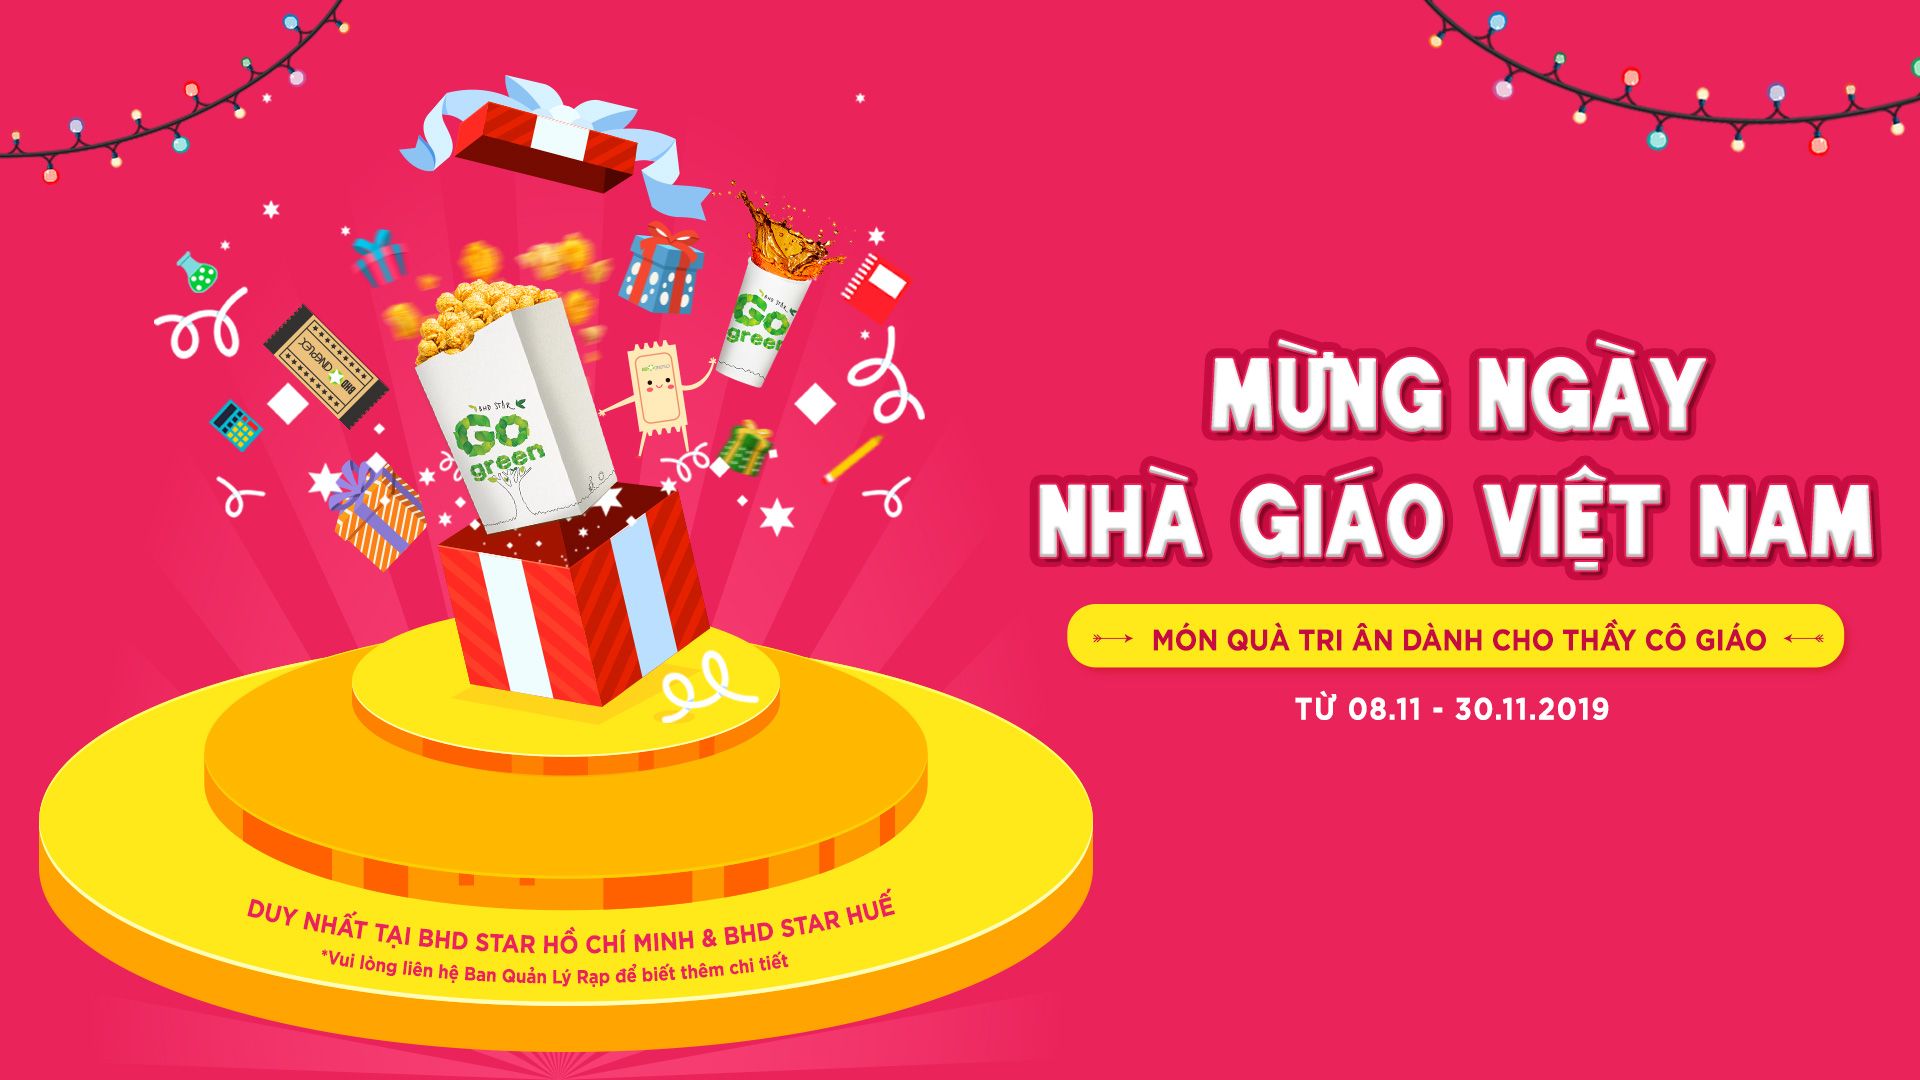 MỪNG NGÀY
NHÀ GIÁO VIỆT NAM
MÓN QUÀ TRI ÂN DÀNH CHO THẦY CÔ GIÁO
TỪ 08.11 - 30.11.2019
BHD STAR
GO
green
BHD STAR
GO
green
BHD CINEPLEX
DUY NHẤT TẠI BHD STAR HỒ CHÍ MINH & BHD STAR HUẾ
*Vui lòng liên hệ Ban Quản Lý Rạp để biết thêm chi tiết